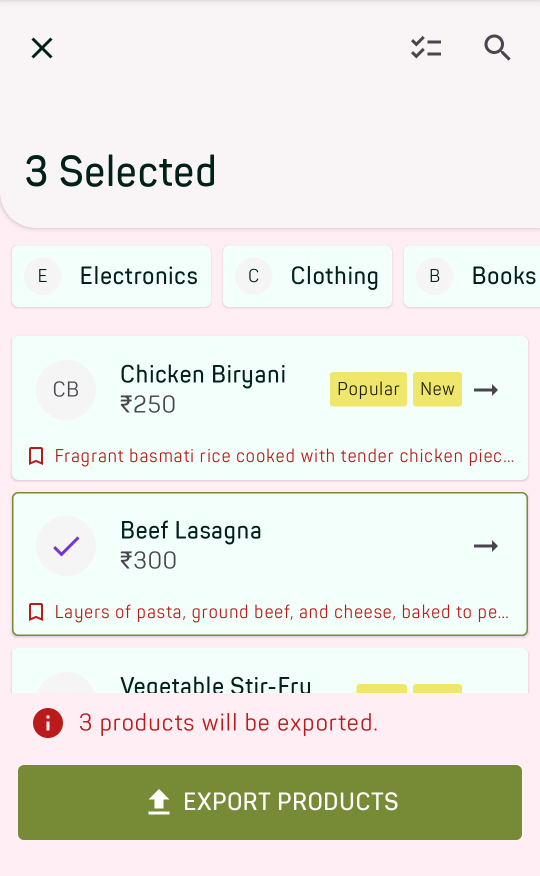 3 Selected
E Electronics
C Clothing
B Books
CB
Chicken Biryani
₹250
Popular
New
Fragrant basmati rice cooked with tender chicken piec...
Beef Lasagna
₹300
Layers of pasta, ground beef, and cheese, baked to pe...
Vegetable Stir-Fry
3 products will be exported.
EXPORT PRODUCTS